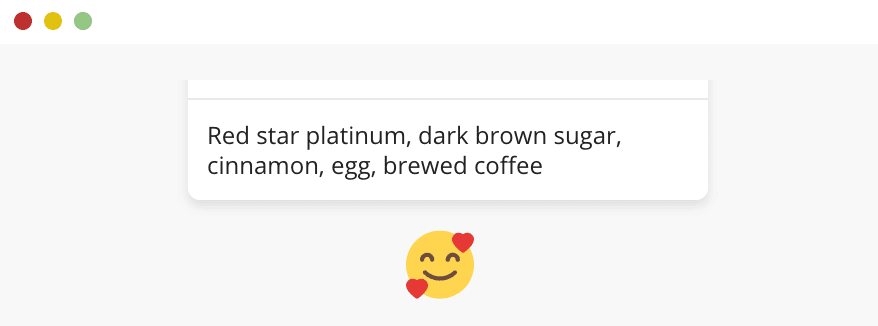 Red star platinum, dark brown sugar,
cinnamon, egg, brewed coffee